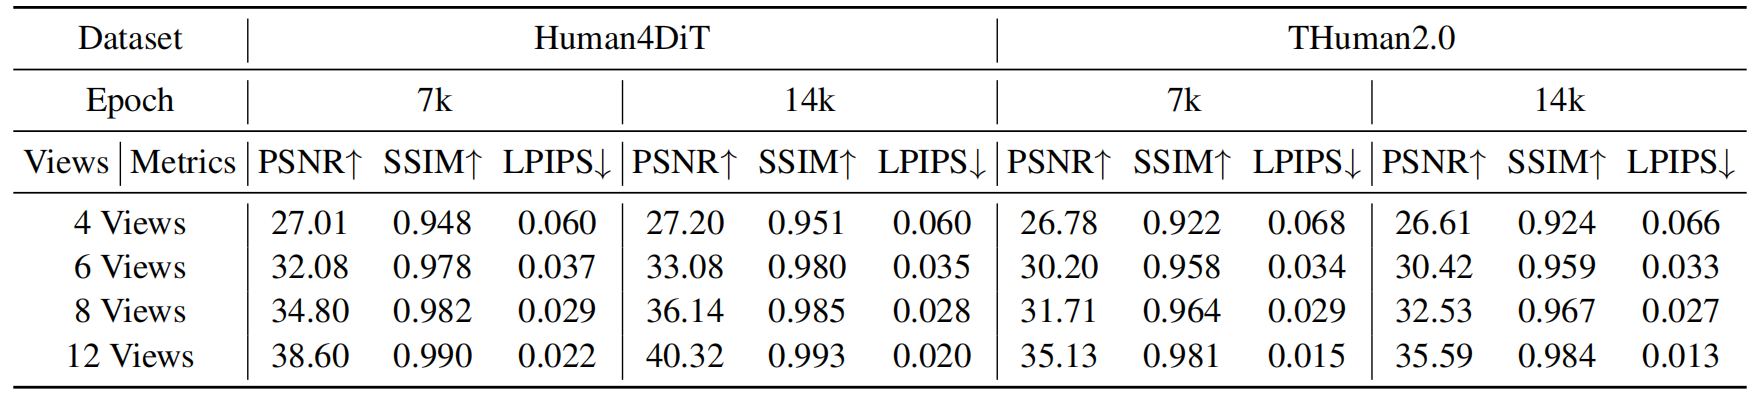 Dataset Human4DiT THuman2.0
Epoch 7k 14k 7k 14k
Views Metrics PSNR↑ SSIM↑ LPIPS↓ PSNR↑ SSIM↑ LPIPS↓ PSNR↑ SSIM↑ LPIPS↓ PSNR↑ SSIM↑ LPIPS↓
4 Views 27.01 0.948 0.060 27.20 0.951 0.060 26.78 0.922 0.068 26.61 0.924 0.066
6 Views 32.08 0.978 0.037 33.08 0.980 0.035 30.20 0.958 0.034 30.42 0.959 0.033
8 Views 34.80 0.982 0.029 36.14 0.985 0.028 31.71 0.964 0.029 32.53 0.967 0.027
12 Views 38.60 0.990 0.022 40.32 0.993 0.020 35.13 0.981 0.015 35.59 0.984 0.013